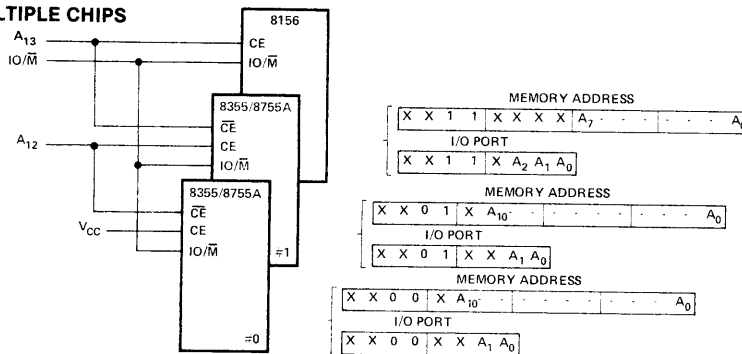 LTIPLE CHIPS
A13
IO/M̅
8156
CE
IO/M̅
8355/8755A
C̅E̅
CE
IO/M̅
≠1
A12
8355/8755A
C̅E̅
CE
IO/M̅
≠0
VCC
MEMORY ADDRESS
X X 1 1 X X X X A7 - - - - - - A0
I/O PORT
X X 1 1 X A2 A1 A0
MEMORY ADDRESS
X X 0 1 X A10 - - - - - - - - - A0
I/O PORT
X X 0 1 X X A1 A0
MEMORY ADDRESS
X X 0 0 X A10 - - - - - - - - - A0
I/O PORT
X X 0 0 X X A1 A0